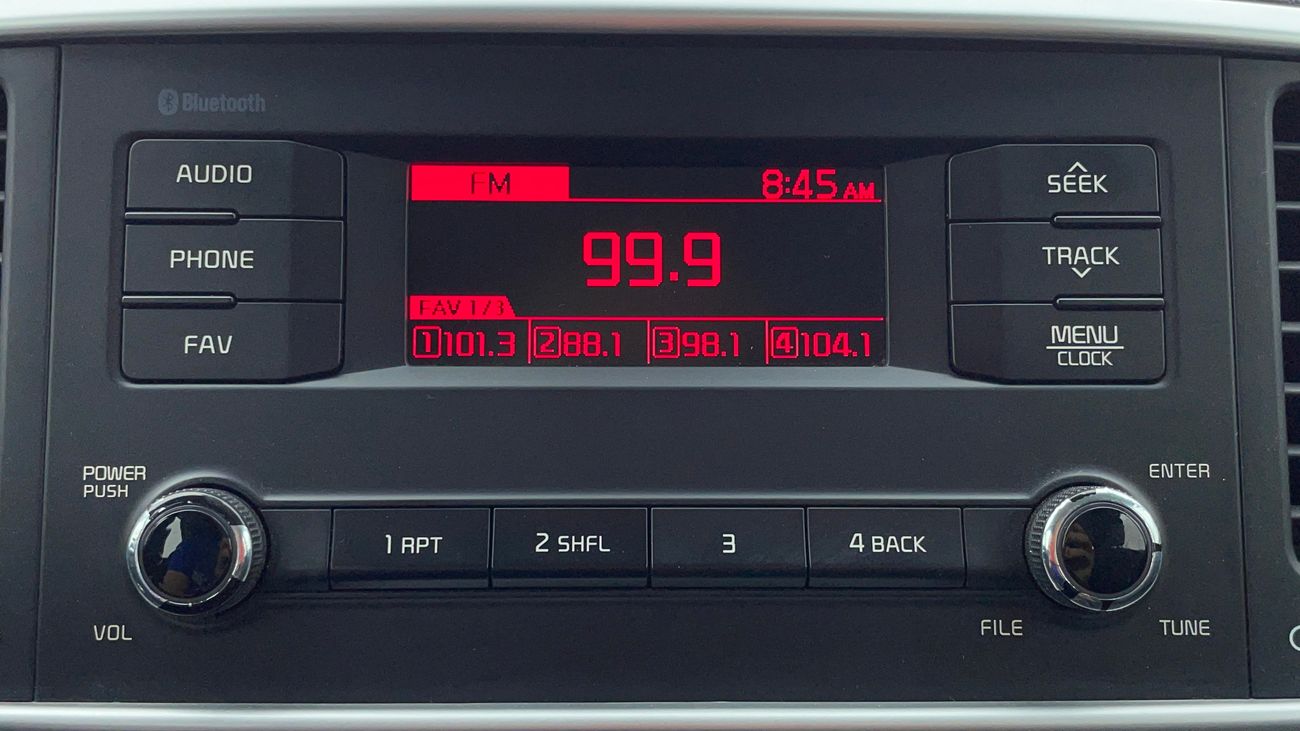 Bluetooth
AUDIO
PHONE
FAV
FM 8:45 AM
99.9
FAV 1/3
1 101.3 2 88.1 3 98.1 4 104.1
SEEK
TRACK
MENU
CLOCK
POWER
PUSH
VOL
1 RPT 2 SHFL 3 4 BACK
ENTER
FILE TUNE